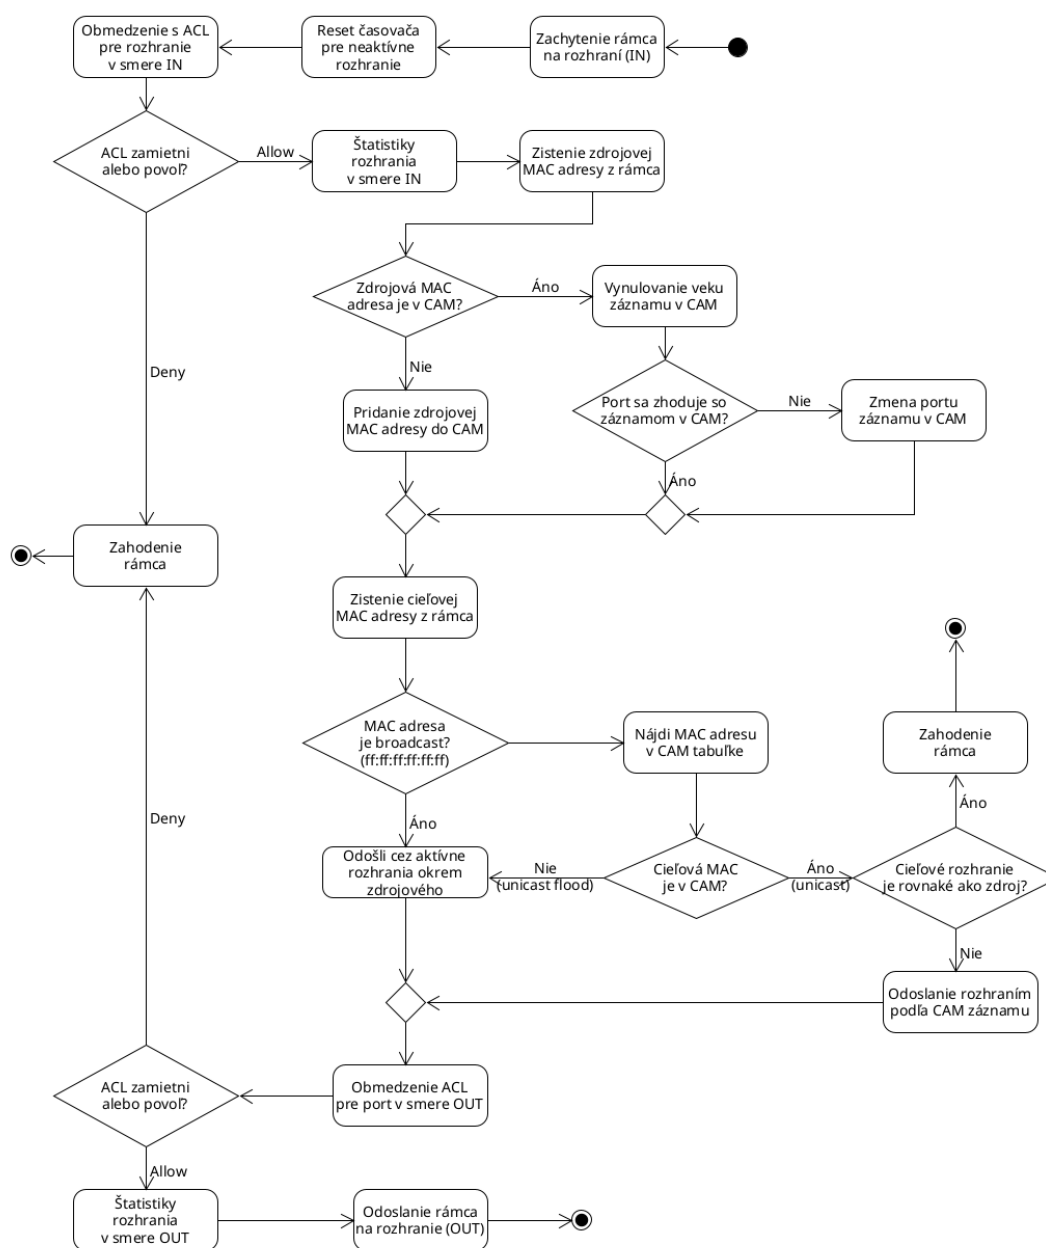 Obmedzenie s ACL
pre rozhranie
v smere IN
Reset časovača
pre neaktívne
rozhranie
Zachytenie rámca
na rozhraní (IN)
ACL zamietni
alebo povoľ?
Allow
Štatistiky
rozhrania
v smere IN
Zistenie zdrojovej
MAC adresy z rámca
Zdrojová MAC
adresa je v CAM?
Áno
Vynulovanie veku
záznamu v CAM
Deny
Nie
Pridanie zdrojovej
MAC adresy do CAM
Port sa zhoduje so
záznamom v CAM?
Nie
Zmena portu
záznamu v CAM
Áno
Zahodenie
rámca
Zistenie cieľovej
MAC adresy z rámca
MAC adresa
je broadcast?
(ff:ff:ff:ff:ff:ff)
Nájdi MAC adresu
v CAM tabuľke
Zahodenie
rámca
Deny
Áno
Áno
Odošli cez aktívne
rozhrania okrem
zdrojového
Nie
(unicast flood)
Cieľová MAC
je v CAM?
Áno
(unicast)
Cieľové rozhranie
je rovnaké ako zdroj?
Nie
Odoslanie rozhraním
podľa CAM záznamu
ACL zamietni
alebo povoľ?
Obmedzenie ACL
pre port v smere OUT
Allow
Štatistiky
rozhrania
v smere OUT
Odoslanie rámca
na rozhranie (OUT)